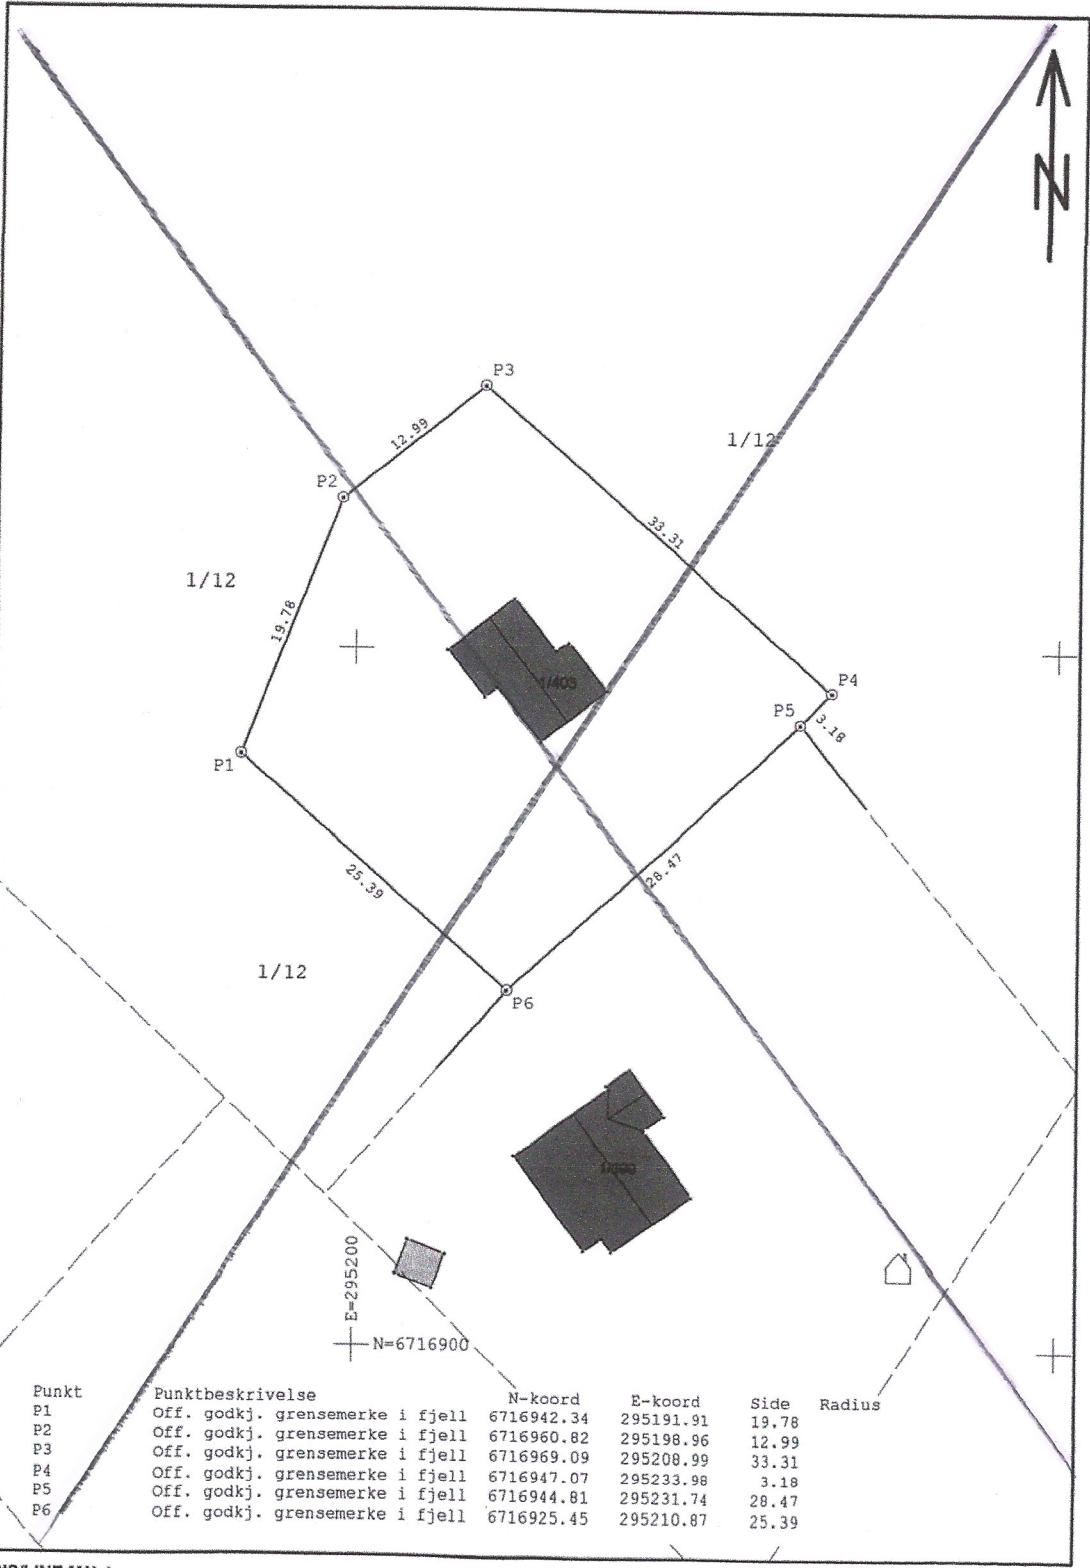 N
P3
12.99
1/12
P2
33.31
1/12
19.78
1/403
P4
P5
3.18
P1
25.39
28.47
1/12
P6
E=295200
N=6716900
Punkt Punktbeskrivelse N-koord E-koord Side Radius
P1 Off. godkj. grensemerke i fjell 6716942.34 295191.91 19.78
P2 Off. godkj. grensemerke i fjell 6716960.82 295198.96 12.99
P3 Off. godkj. grensemerke i fjell 6716969.09 295208.99 33.31
P4 Off. godkj. grensemerke i fjell 6716947.07 295233.98 3.18
P5 Off. godkj. grensemerke i fjell 6716944.81 295231.74 28.47
P6 Off. godkj. grensemerke i fjell 6716925.45 295210.87 25.39